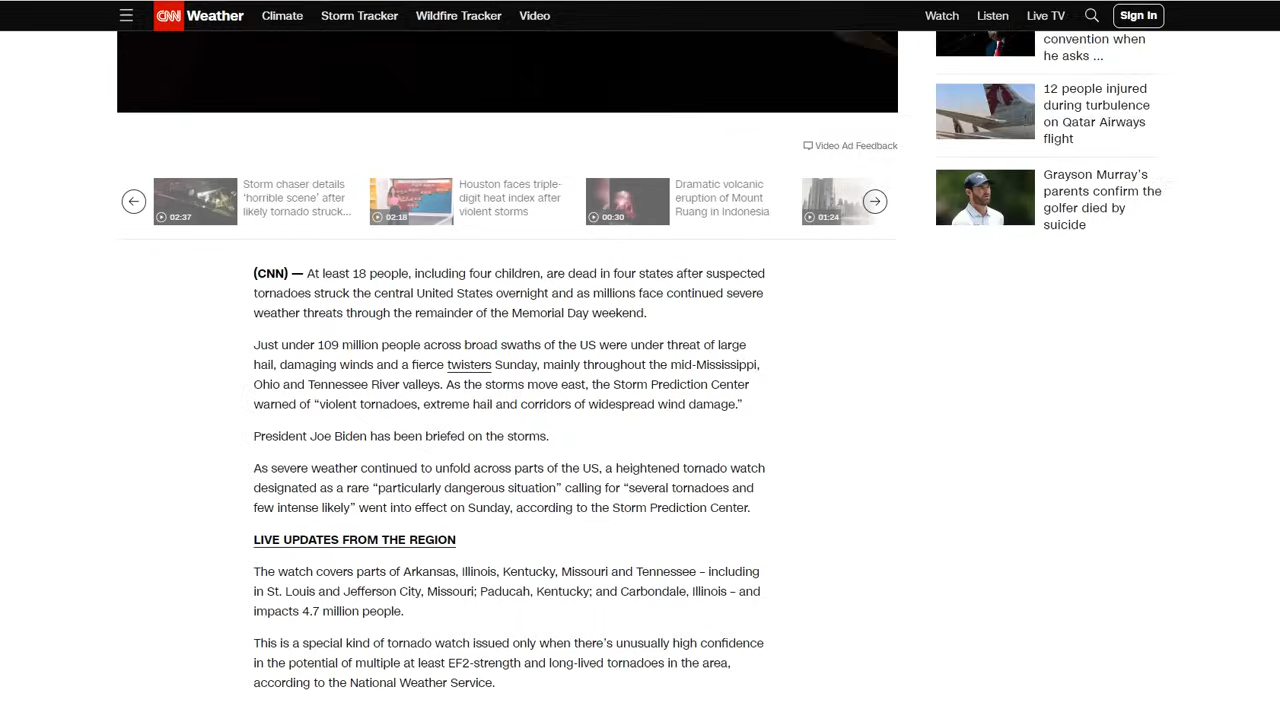 CNN Weather Climate Storm Tracker Wildfire Tracker Video Watch Listen Live TV Sign In
convention when
he asks ...
12 people injured
during turbulence
on Qatar Airways
flight
Video Ad Feedback
Grayson Murray's
parents confirm the
golfer died by
suicide
02:37
Storm chaser details
‘horrible scene’ after
likely tornado struck...
02:18
Houston faces triple-
digit heat index after
violent storms
00:30
Dramatic volcanic
eruption of Mount
Ruang in Indonesia
01:24
(CNN) — At least 18 people, including four children, are dead in four states after suspected
tornadoes struck the central United States overnight and as millions face continued severe
weather threats through the remainder of the Memorial Day weekend.
Just under 109 million people across broad swaths of the US were under threat of large
hail, damaging winds and a fierce twisters Sunday, mainly throughout the mid-Mississippi,
Ohio and Tennessee River valleys. As the storms move east, the Storm Prediction Center
warned of “violent tornadoes, extreme hail and corridors of widespread wind damage.”
President Joe Biden has been briefed on the storms.
As severe weather continued to unfold across parts of the US, a heightened tornado watch
designated as a rare “particularly dangerous situation” calling for “several tornadoes and
few intense likely” went into effect on Sunday, according to the Storm Prediction Center.
LIVE UPDATES FROM THE REGION
The watch covers parts of Arkansas, Illinois, Kentucky, Missouri and Tennessee – including
in St. Louis and Jefferson City, Missouri; Paducah, Kentucky; and Carbondale, Illinois – and
impacts 4.7 million people.
This is a special kind of tornado watch issued only when there’s unusually high confidence
in the potential of multiple at least EF2-strength and long-lived tornadoes in the area,
according to the National Weather Service.